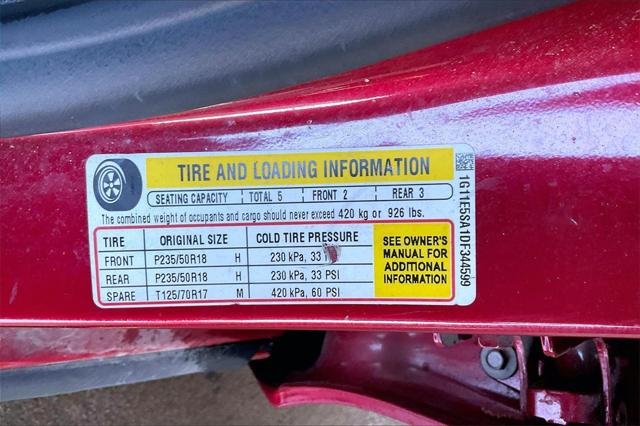 TIRE AND LOADING INFORMATION
SEATING CAPACITY TOTAL 5 FRONT 2 REAR 3
The combined weight of occupants and cargo should never exceed 420 kg or 926 lbs.
TIRE ORIGINAL SIZE COLD TIRE PRESSURE
FRONT P235/50R18 H 230 kPa, 33
REAR P235/50R18 H 230 kPa, 33 PSI
SPARE T125/70R17 M 420 kPa, 60 PSI
SEE OWNER'S
MANUAL FOR
ADDITIONAL
INFORMATION